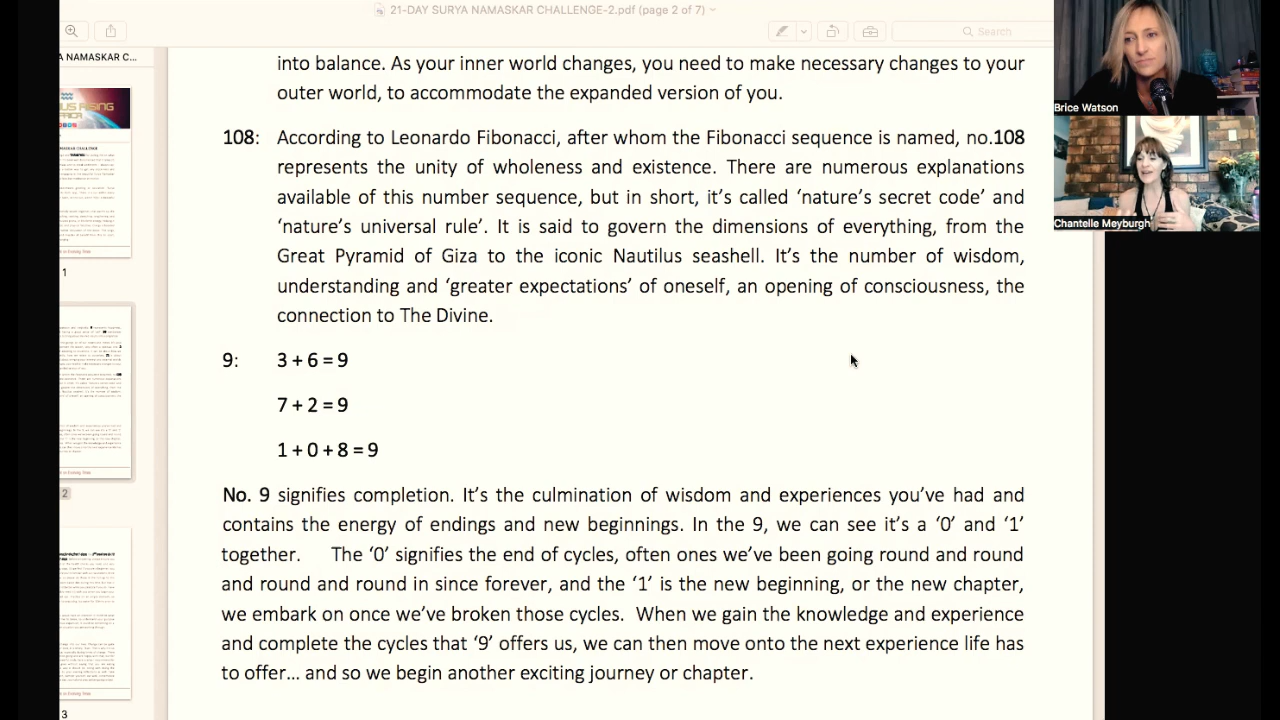 21-DAY SURYA NAMASKAR CHALLENGE-2.pdf (page 2 of 7)
Search
A NAMASKAR C...
into balance. As your inner world changes, you need to make necessary changes to your
outer world, to accommodate the expanded version of you.
108: According to Leonardo Fibonacci, after whom the Fibonacci sequence is named, no.108
represents the unity of wholeness and existence. There are numerous explanations
available of this number sequence, but in short, it’s called ‘nature’s secret code’ and
‘nature’s universal rule’. It is said to govern the dimensions of everything, from the
Great Pyramid of Giza to the iconic Nautilus seashell. It’s the number of wisdom,
understanding and ‘greater expectations’ of oneself, an opening of consciousness, the
connection to The Divine.
9: 3 + 6 = 9
7 + 2 = 9
1 + 0 + 8 = 9
No. 9 signifies completion. It’s the culmination of wisdom and experiences you’ve had and
contains the energy of endings and new beginnings. In the 9, we can see it’s a ‘0’ and ‘1’
together. The ‘0’ signifies the end of cycles, often ones we’ve been going round and round
and round and round in for aeons, and the ‘1’ is the new beginning, or the new chapter,
we embark on once we complete the cycles. When we gain the knowledge and experience
and complete the cycle the ‘9’ offers us, we can then move onto the next experience life has
to offer... and so we begin another exciting journey or chapter.
1
2
3
Brice Watson
Chantelle Meyburgh